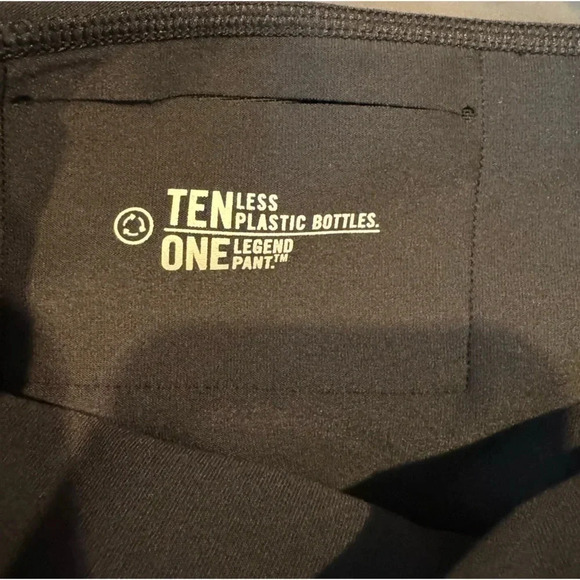 TEN LESS
PLASTIC BOTTLES.
ONE LEGEND
PANT.™